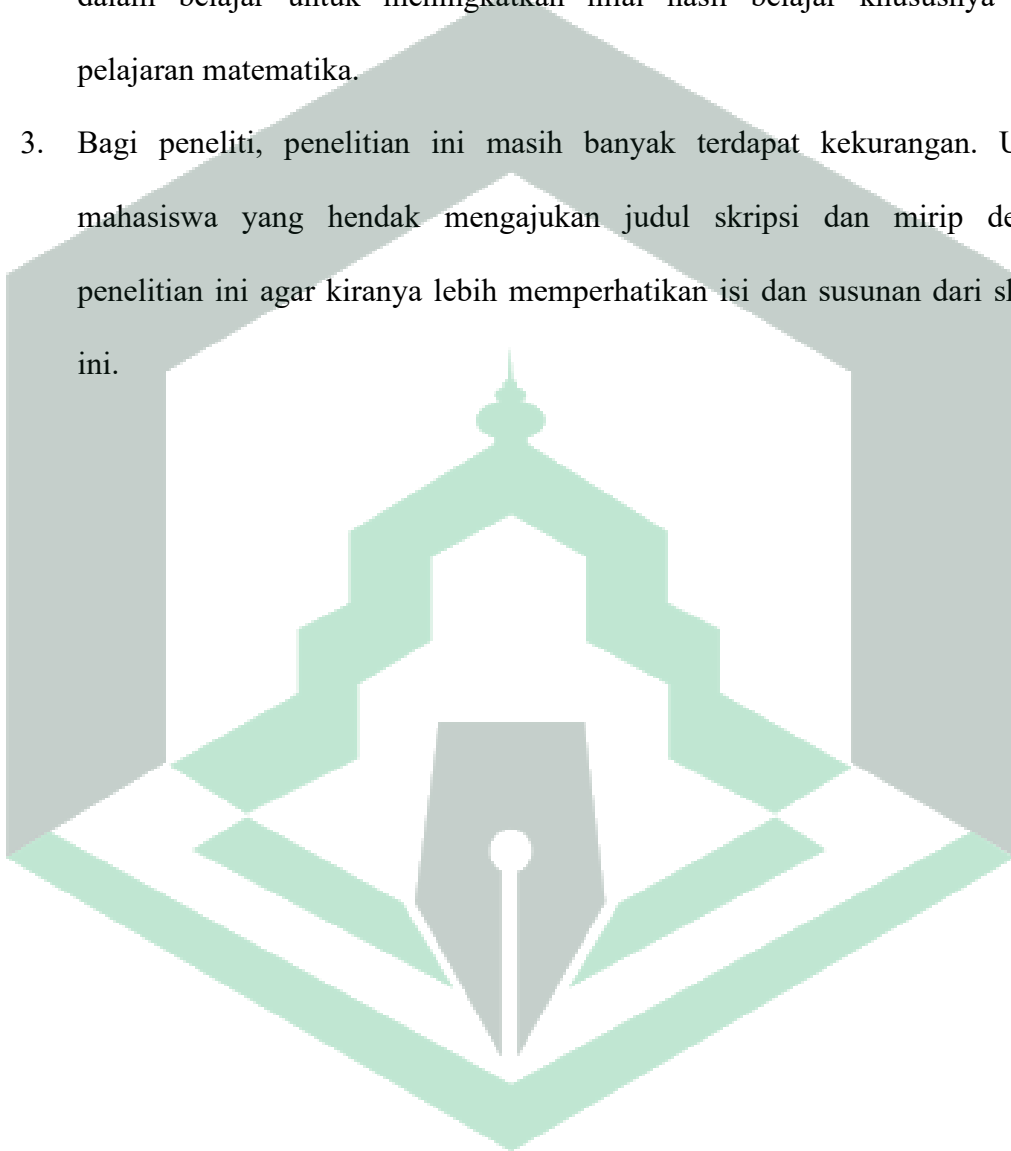 dalam belajar untuk meningkatkan nilai hasil belajar khususnya
pelajaran matematika.
3. Bagi peneliti, penelitian ini masih banyak terdapat kekurangan.
mahasiswa yang hendak mengajukan judul skripsi dan mirip
penelitian ini agar kiranya lebih memperhatikan isi dan susunan dari
ini.